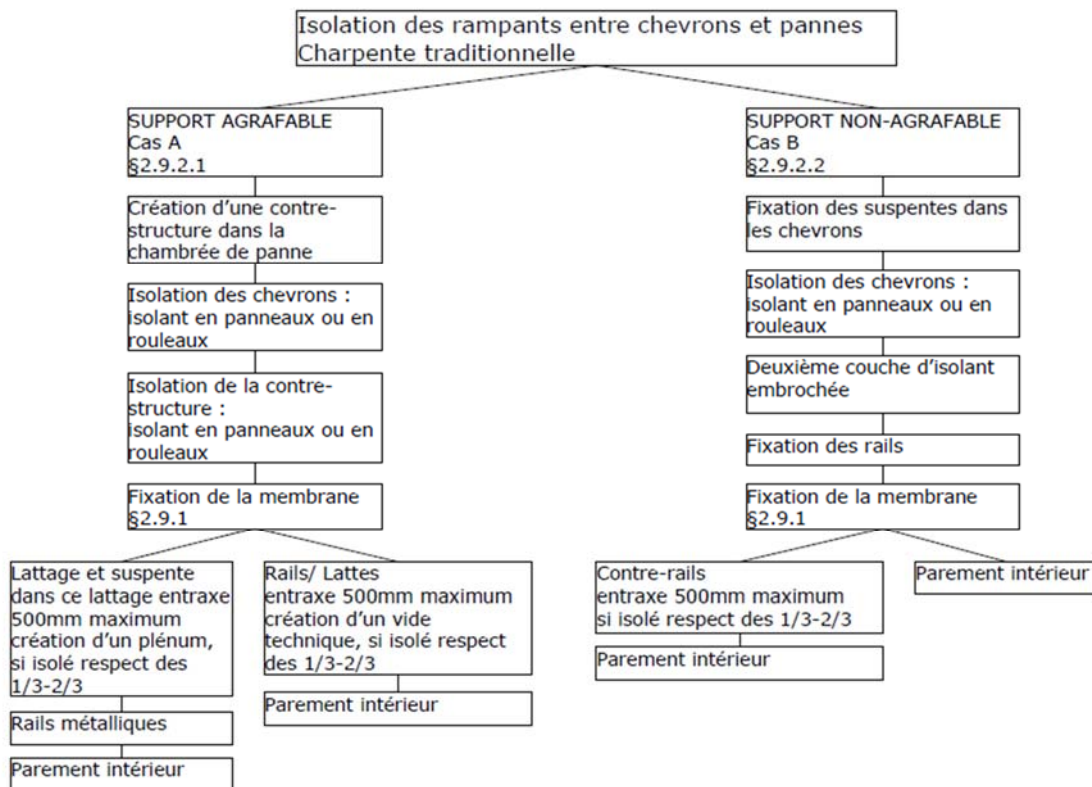 Isolation des rampants entre chevrons et pannes
Charpente traditionnelle
SUPPORT AGRAFABLE
Cas A
§2.9.2.1
Création d'une contre-
structure dans la
chambrée de panne
Isolation des chevrons :
isolant en panneaux ou en
rouleaux
Isolation de la contre-
structure :
isolant en panneaux ou en
rouleaux
Fixation de la membrane
§2.9.1
Lattage et suspente
dans ce lattage entraxe
500mm maximum
création d'un plénum,
si isolé respect des
1/3-2/3
Rails métalliques
Parement intérieur
Rails/ Lattes
entraxe 500mm maximum
création d'un vide
technique, si isolé respect
des 1/3-2/3
Parement intérieur
SUPPORT NON-AGRAFABLE
Cas B
§2.9.2.2
Fixation des suspentes dans
les chevrons
Isolation des chevrons :
isolant en panneaux ou en
rouleaux
Deuxième couche d'isolant
embrochée
Fixation des rails
Fixation de la membrane
§2.9.1
Contre-rails
entraxe 500mm maximum
si isolé respect des 1/3-2/3
Parement intérieur
Parement intérieur